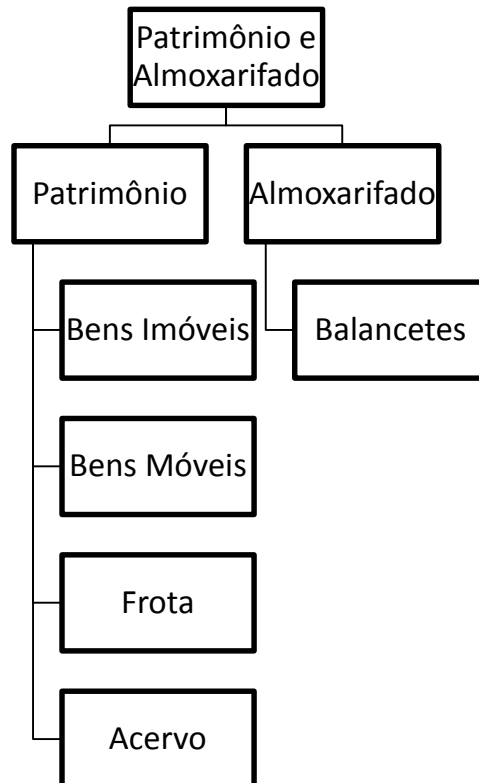 Patrimônio e
Almoxarifado
Patrimônio
Almoxarifado
Bens Imóveis
Balancetes
Bens Móveis
Frota
Acervo